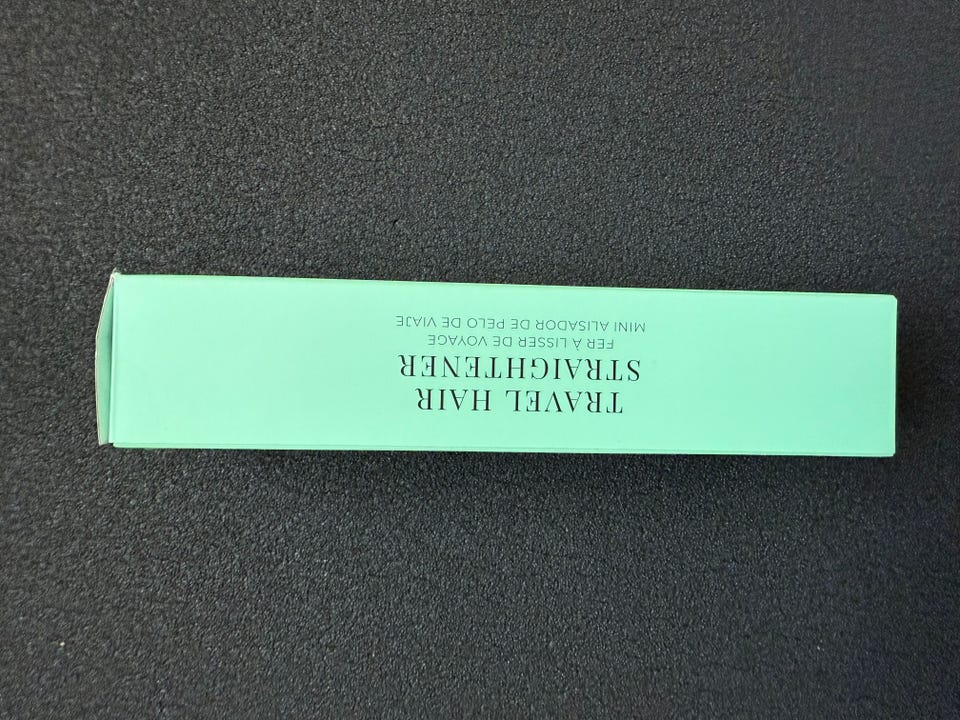 TRAVEL HAIR
STRAIGHTENER
FER À LISSER DE VOYAGE
MINI ALISADOR DE PELO DE VIAJE